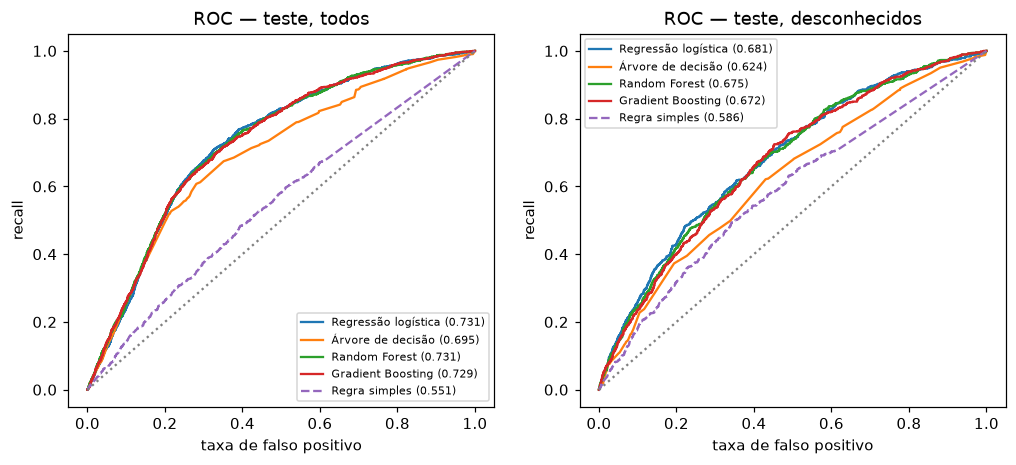 ROC — teste, todos
recall
1.0
0.8
0.6
0.4
0.2
0.0
Regressão logística (0.731)
Árvore de decisão (0.695)
Random Forest (0.731)
Gradient Boosting (0.729)
Regra simples (0.551)
0.0 0.2 0.4 0.6 0.8 1.0
taxa de falso positivo
ROC — teste, desconhecidos
recall
1.0
0.8
0.6
0.4
0.2
0.0
Regressão logística (0.681)
Árvore de decisão (0.624)
Random Forest (0.675)
Gradient Boosting (0.672)
Regra simples (0.586)
0.0 0.2 0.4 0.6 0.8 1.0
taxa de falso positivo